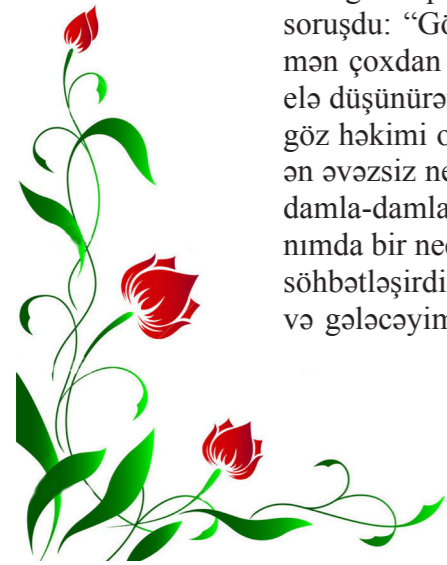 soruşdu: “Gö
mən çoxdan
elə düşünürə
göz həkimi o
ən əvəzsiz ne
damla-damla
nımda bir neç
söhbətləşirdi
və gələcəyim